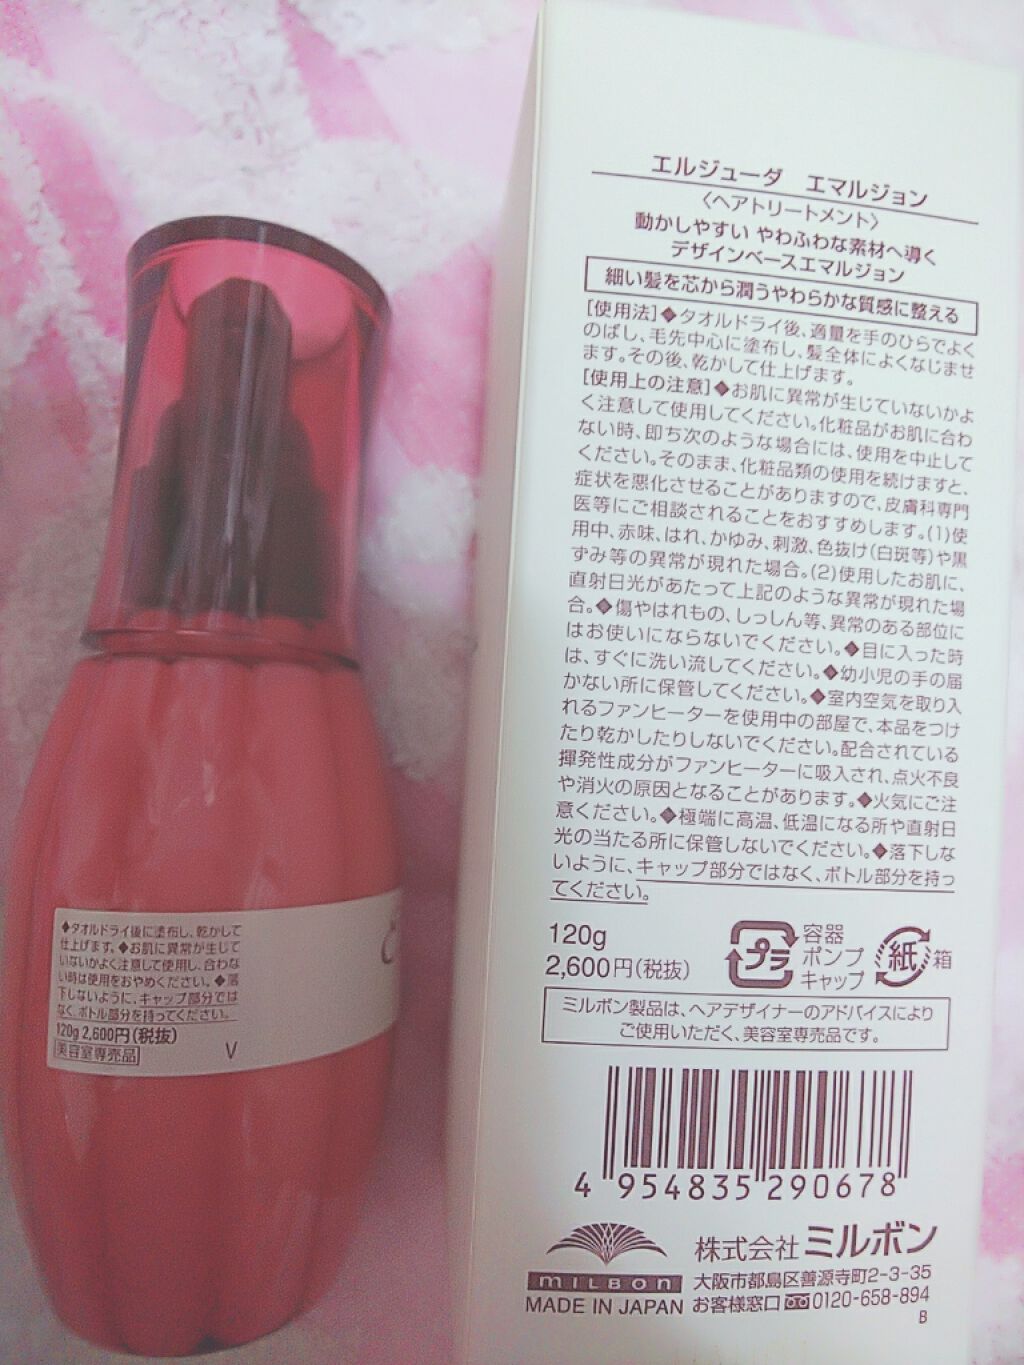 エルジューダ　エマルジョン
〈ヘアトリートメント〉
動かしやすい やわふわな素材へ導く
デザインベースエマルジョン
細い髪を芯から潤うやわらかな質感に整える
[使用法]◆タオルドライ後、適量を手のひらでよく
のばし、毛先中心に塗布し、髪全体によくなじませ
ます。その後、乾かして仕上げます。
[使用上の注意]◆お肌に異常が生じていないかよ
く注意して使用してください。化粧品がお肌に合わ
ない時、即ち次のような場合には、使用を中止して
ください。そのまま、化粧品類の使用を続けますと、
症状を悪化させることがありますので、皮膚科専門
医等にご相談されることをおすすめします。(1)使
用中、赤味、はれ、かゆみ、刺激、色抜け(白斑等)や黒
ずみ等の異常が現れた場合。(2)使用したお肌に、
直射日光があたって上記のような異常が現れた場
合。◆傷やはれもの、しっしん等、異常のある部位に
はお使いにならないでください。◆目に入った時
は、すぐに洗い流してください。◆幼小児の手の届
かない所に保管してください。◆室内空気を取り入
れるファンヒーターを使用中の部屋で、本品をつけ
たり乾かしたりしないでください。配合されている
揮発性成分がファンヒーターに吸入され、点火不良
や消火の原因となることがあります。◆火気にご注
意ください。◆極端に高温、低温になる所や直射日
光の当たる所に保管しないでください。◆落下しな
いように、キャップ部分ではなく、ボトル部分を持っ
てください。
120g
2,600円(税抜)
プラ
容器
ポンプ
キャップ
紙
箱
ミルボン製品は、ヘアデザイナーのアドバイスにより
ご使用いただく、美容室専売品です。
4 954835 290678
milbon
MADE IN JAPAN
株式会社 ミルボン
大阪市都島区善源寺町2-3-35
お客様窓口 0120-658-894
B
◆タオルドライ後に塗布し、乾かして
仕上げます。◆お肌に異常が生じて
いないかよく注意して使用し、合わな
い時は使用をおやめください。◆落
下しないように、キャップ部分では
なく、ボトル部分を持ってください。
120g 2,600円(税抜)
美容室専売品
V